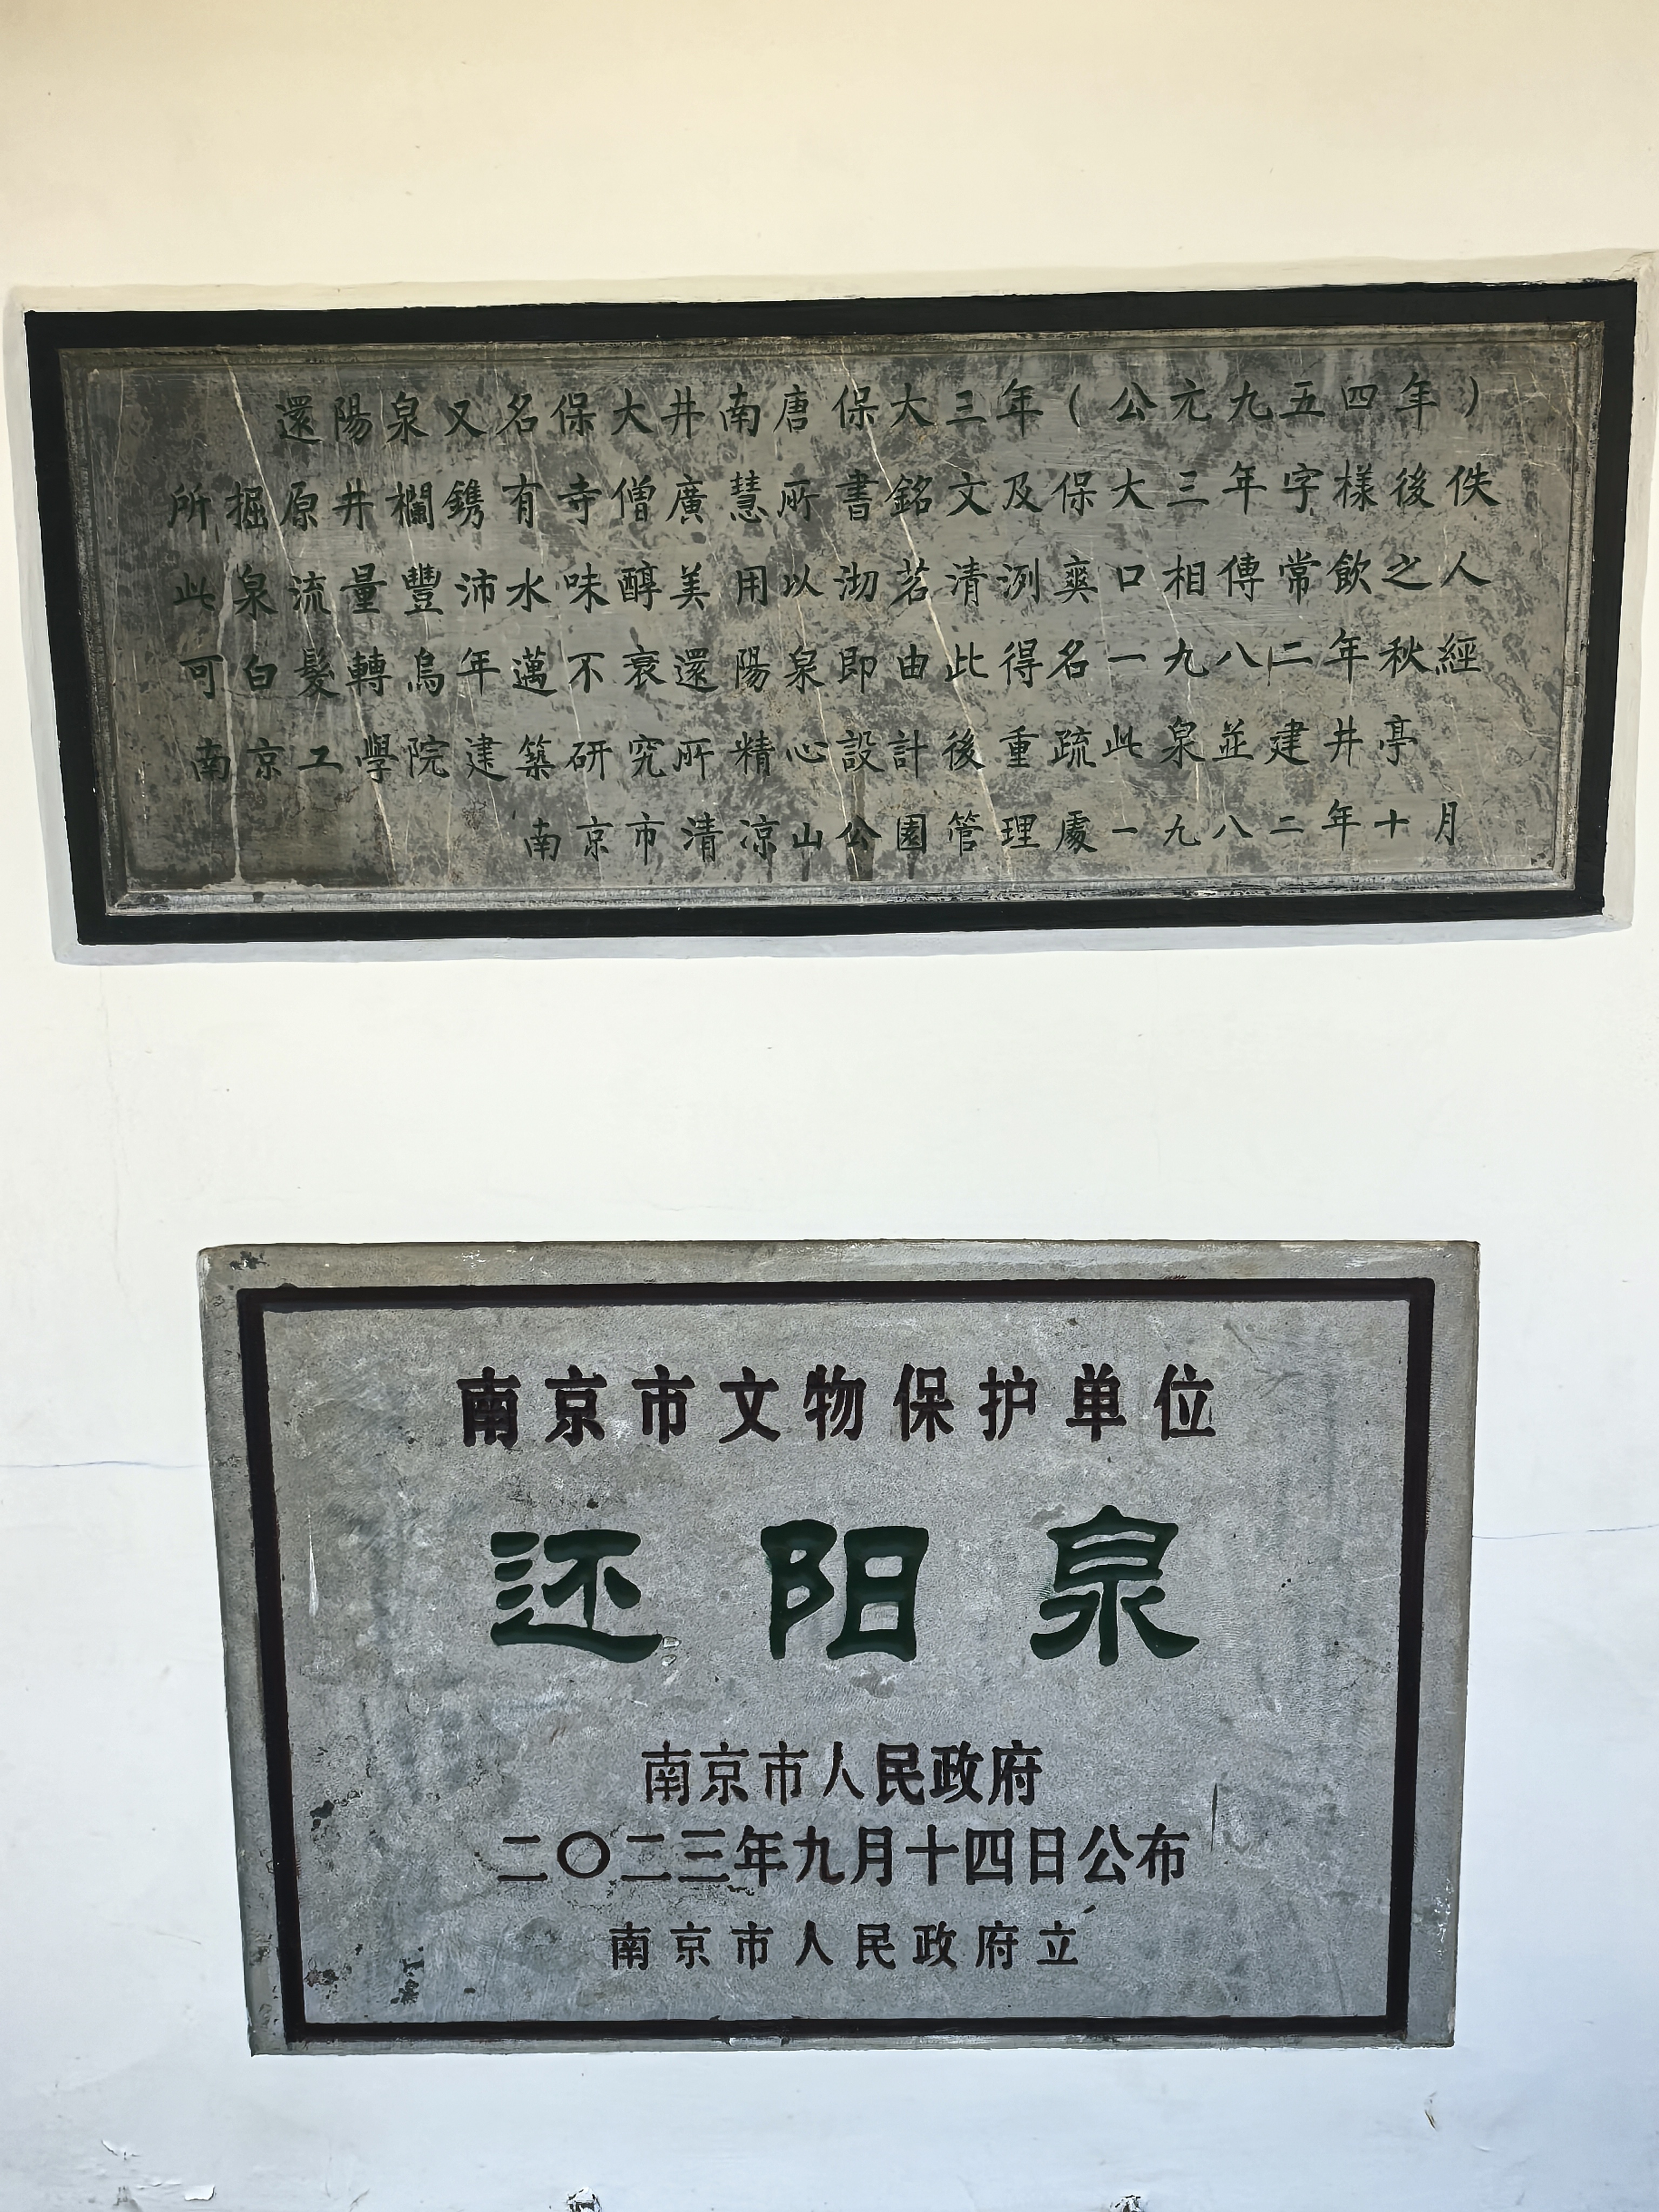 還陽泉又名保大井南唐保大三年(公元九五四年)
所掘原井欄鐫有寺僧廣慧所書銘文及保大三年字樣後佚
此泉流量豐沛水味醇美用以沏茗清洌爽口相傳常飲之人
可白髮轉烏年邁不衰還陽泉即由此得名一九八二年秋經
南京工學院建築研究所精心設計後重疏此泉並建井亭
南京市清凉山公園管理處一九八二年十月
南京市文物保护单位
还阳泉
南京市人民政府
二〇二三年九月十四日公布
南京市人民政府立